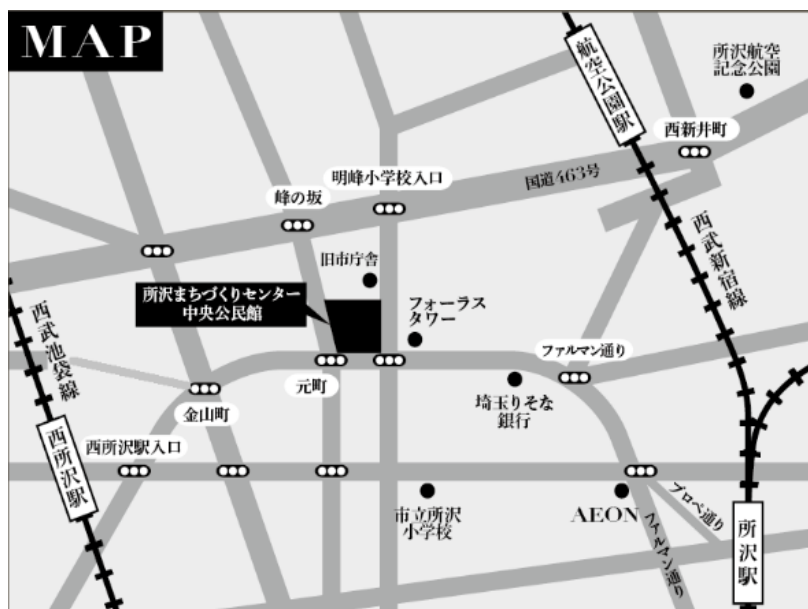 MAP
航空公園駅
所沢航空
記念公園
西新井町
国道463号
明峰小学校入口
峰の坂
旧市庁舎
所沢まちづくりセンター
中央公民館
フォーラス
タワー
西武新宿線
西武池袋線
ファルマン通り
元町
金山町
埼玉りそな
銀行
西所沢駅入口
西所沢駅
市立所沢
小学校
AEON
プロペ通り
ファルマン通り
所沢駅